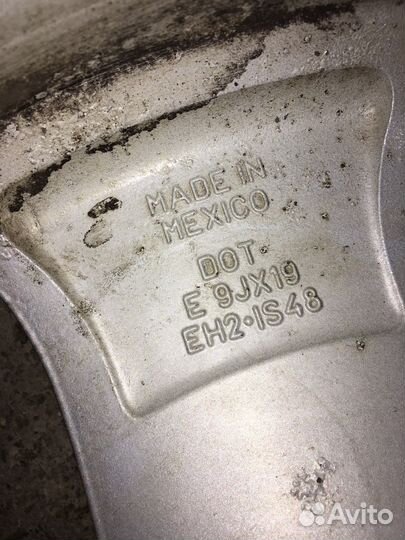 MADE IN
MEXICO
DOT
E 9JX19
EH2•IS48
Avito